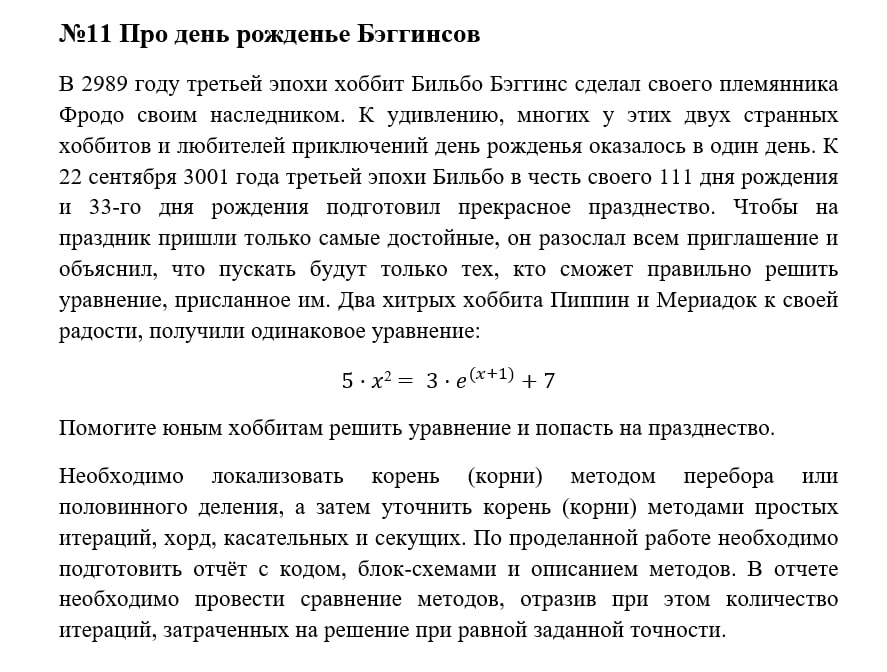 №11 Про день рожденье Бэггинсов
В 2989 году третьей эпохи хоббит Бильбо Бэггинс сделал своего племянника
Фродо своим наследником. К удивлению, многих у этих двух странных
хоббитов и любителей приключений день рожденья оказалось в один день. К
22 сентября 3001 года третьей эпохи Бильбо в честь своего 111 дня рождения
и 33-го дня рождения подготовил прекрасное празднество. Чтобы на
праздник пришли только самые достойные, он разослал всем приглашение и
объяснил, что пускать будут только тех, кто сможет правильно решить
уравнение, присланное им. Два хитрых хоббита Пиппин и Мериадок к своей
радости, получили одинаковое уравнение:
5 · x² = 3 · e^(x+1) + 7
Помогите юным хоббитам решить уравнение и попасть на празднество.
Необходимо локализовать корень (корни) методом перебора или
половинного деления, а затем уточнить корень (корни) методами простых
итераций, хорд, касательных и секущих. По проделанной работе необходимо
подготовить отчёт с кодом, блок-схемами и описанием методов. В отчете
необходимо провести сравнение методов, отразив при этом количество
итераций, затраченных на решение при равной заданной точности.